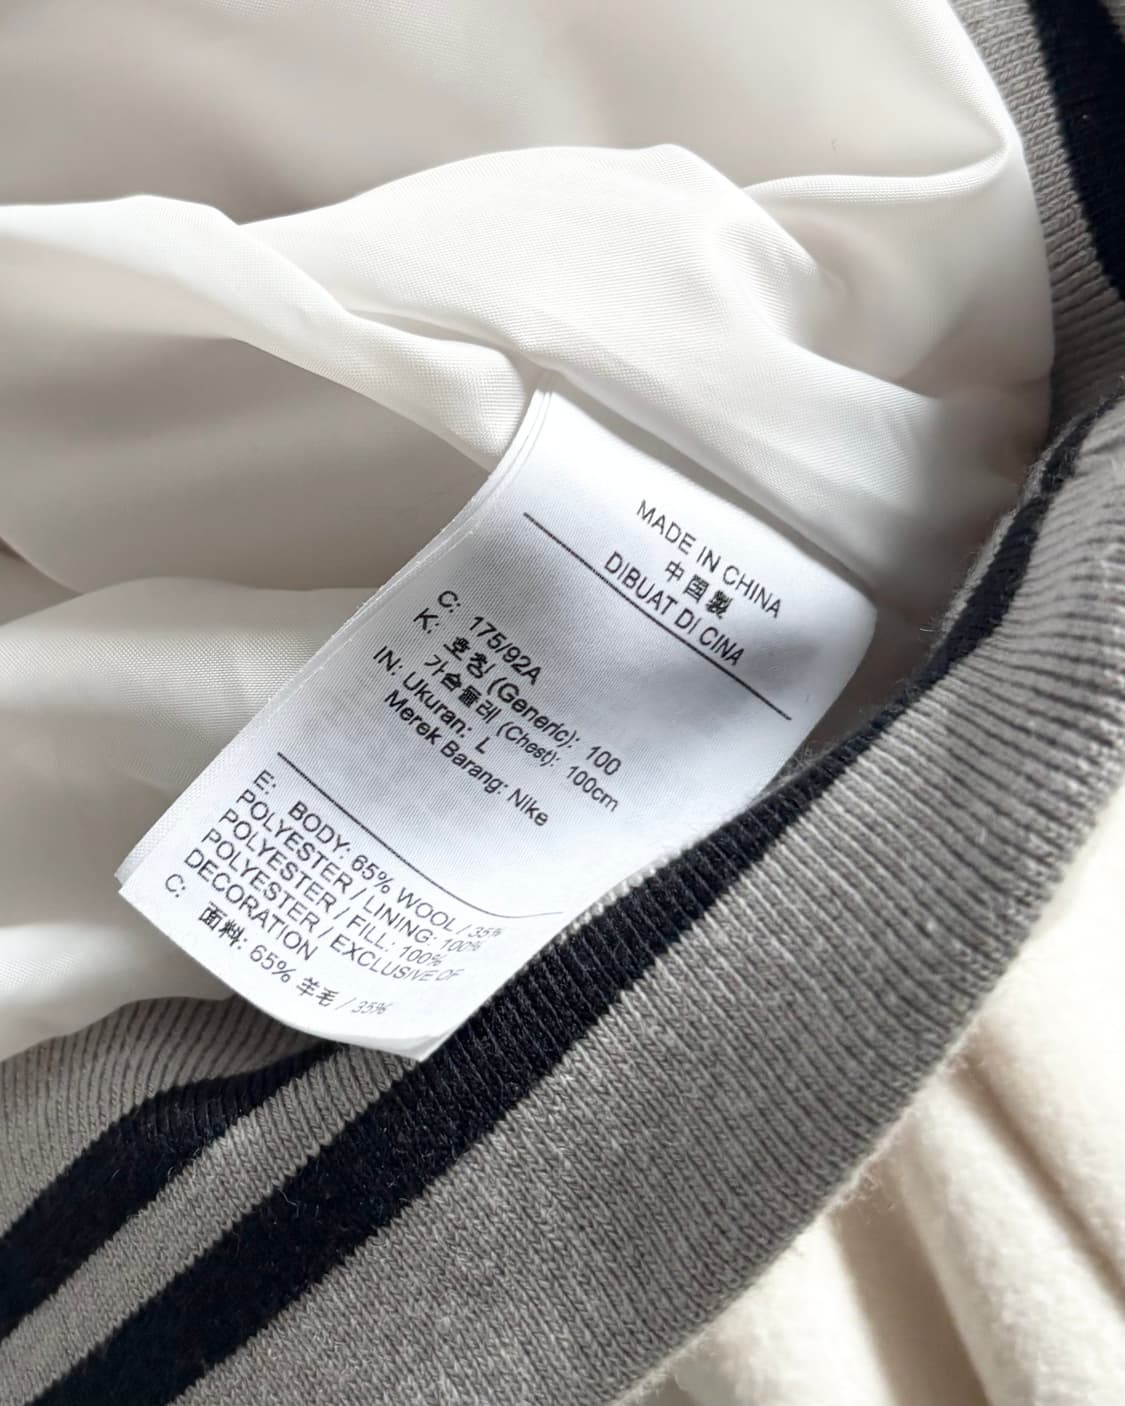 MADE IN CHINA
中国製
DIBUAT DI CINA
C: 175/92A
K: 호칭 (Generic): 100
가슴둘레 (Chest): 100cm
IN: Ukuran: L
Merek Barang: Nike
E: BODY: 65% WOOL / 35%
POLYESTER / LINING: 100%
POLYESTER / FILL: 100%
POLYESTER / EXCLUSIVE OF
DECORATION
C: 面料: 65% 羊毛 / 35%